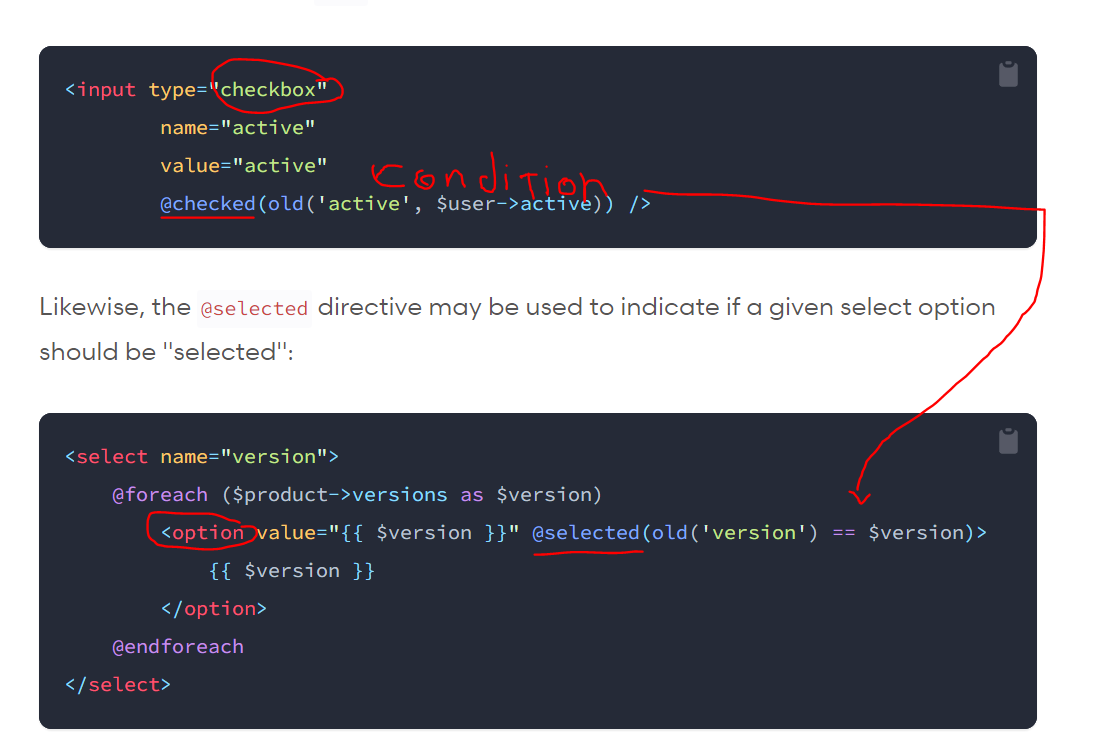 <input type="checkbox"
name="active"
value="active"
condition
@checked(old('active', $user->active)) />
Likewise, the @selected directive may be used to indicate if a given select option
should be "selected":
<select name="version">
@foreach ($product->versions as $version)
<option value="{{ $version }}" @selected(old('version') == $version)>
{{ $version }}
</option>
@endforeach
</select>